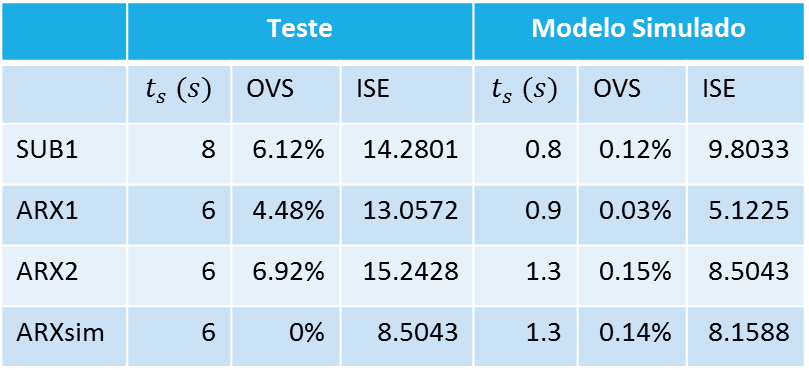 Teste Modelo Simulado
tₛ (s) OVS ISE tₛ (s) OVS ISE
SUB1 8 6.12% 14.2801 0.8 0.12% 9.8033
ARX1 6 4.48% 13.0572 0.9 0.03% 5.1225
ARX2 6 6.92% 15.2428 1.3 0.15% 8.5043
ARXsim 6 0% 8.5043 1.3 0.14% 8.1588